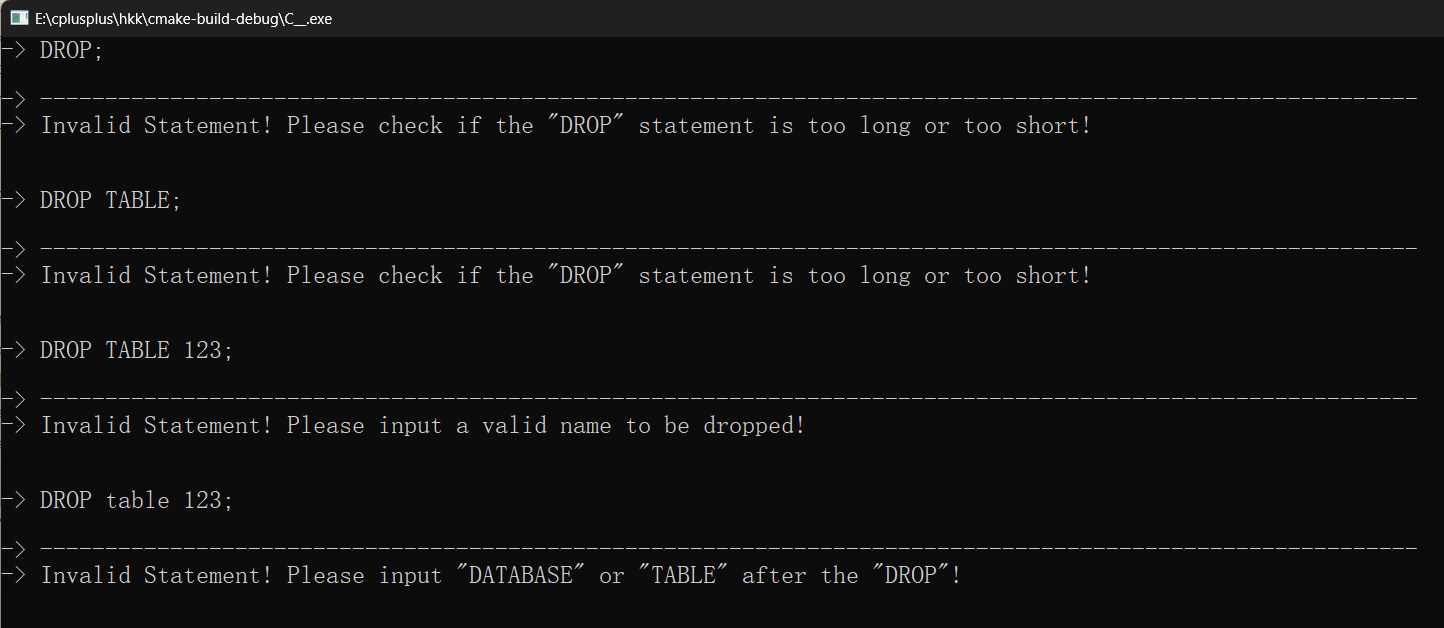 E:\cplusplus\hkk\cmake-build-debug\C__.exe
—> DROP;
—> ----------------------------------------------------------------------------------------------------------
—> Invalid Statement! Please check if the "DROP" statement is too long or too short!
—> DROP TABLE;
—> ----------------------------------------------------------------------------------------------------------
—> Invalid Statement! Please check if the "DROP" statement is too long or too short!
—> DROP TABLE 123;
—> ----------------------------------------------------------------------------------------------------------
—> Invalid Statement! Please input a valid name to be dropped!
—> DROP table 123;
—> ----------------------------------------------------------------------------------------------------------
—> Invalid Statement! Please input "DATABASE" or "TABLE" after the "DROP"!